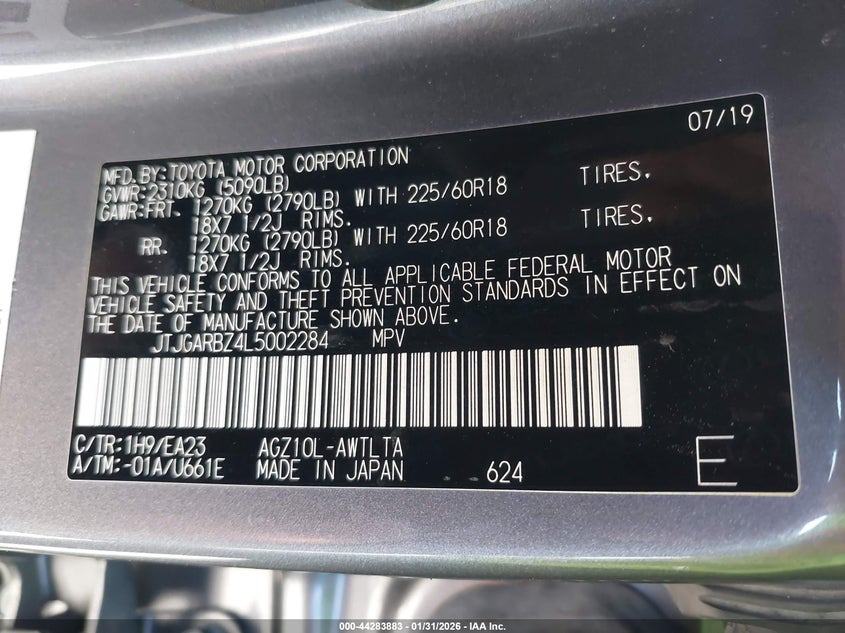 07/19
MFD.BY:TOYOTA MOTOR CORPORATION
GVWR:2310KG (5090LB)
GAWR:FRT. 1270KG (2790LB) WITH 225/60R18 TIRES.
18X7 1/2J RIMS.
RR. 1270KG (2790LB) WITH 225/60R18 TIRES.
18X7 1/2J RIMS.
THIS VEHICLE CONFORMS TO ALL APPLICABLE FEDERAL MOTOR
VEHICLE SAFETY AND THEFT PREVENTION STANDARDS IN EFFECT ON
THE DATE OF MANUFACTURE SHOWN ABOVE.
JTJGARBZ4L5002284 MPV
C/TR:1H9/EA23 AGZ10L-AWTLTA
A/TM:-01A/U661E MADE IN JAPAN 624 E
000-44283883 - 01/31/2026 - IAA Inc.